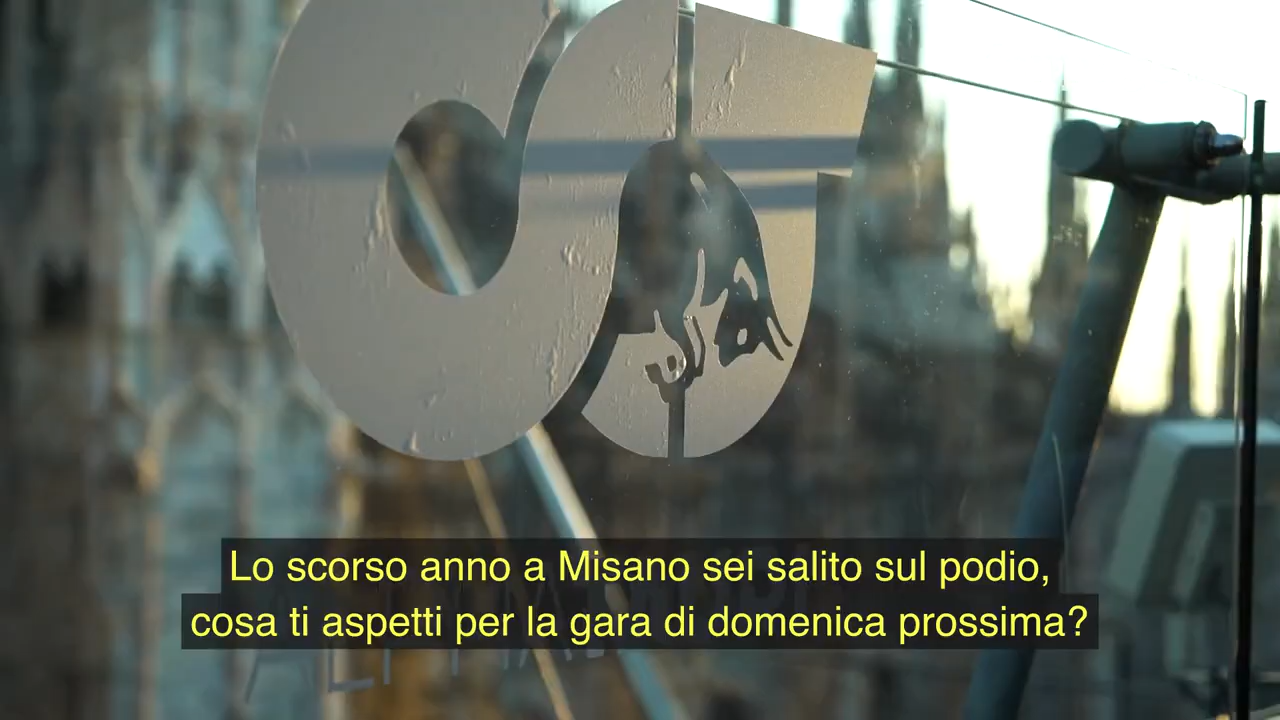 Lo scorso anno a Misano sei salito sul podio,
cosa ti aspetti per la gara di domenica prossima?